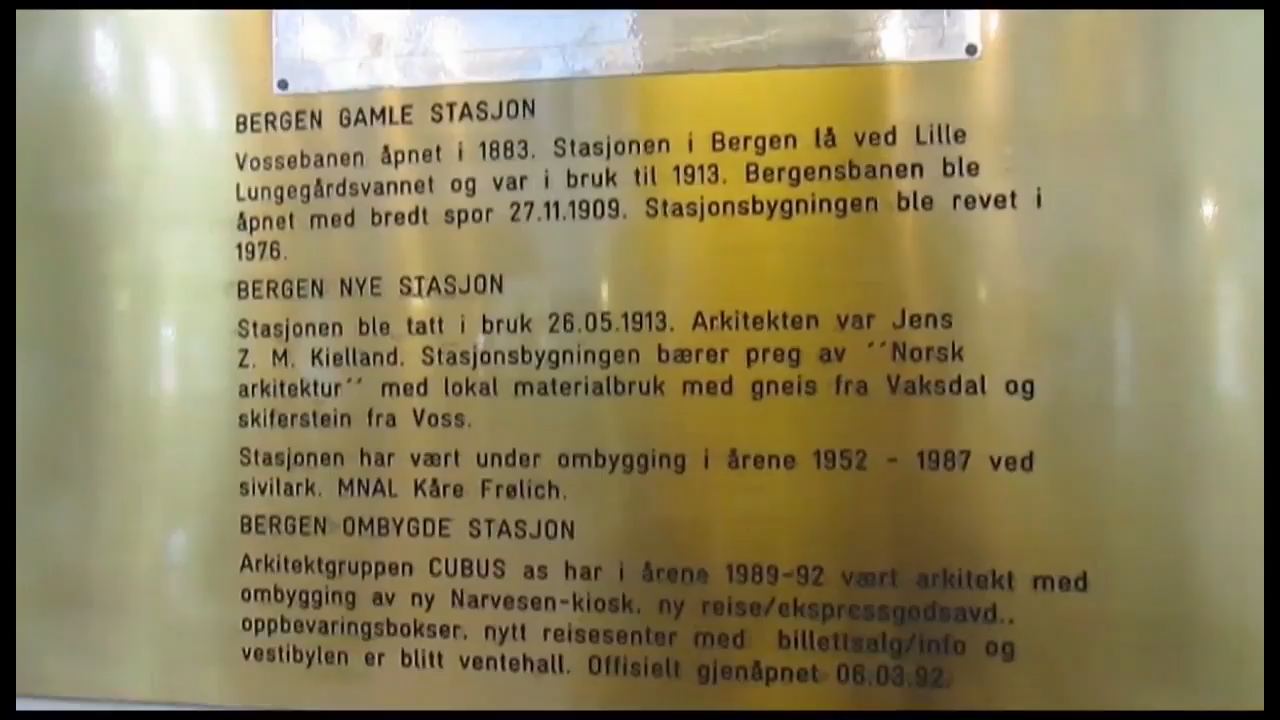 BERGEN GAMLE STASJON
Vossebanen åpnet i 1883. Stasjonen i Bergen lå ved Lille
Lungegårdsvannet og var i bruk til 1913. Bergensbanen ble
åpnet med bredt spor 27.11.1909. Stasjonsbygningen ble revet i
1976.
BERGEN NYE STASJON
Stasjonen ble tatt i bruk 26.05.1913. Arkitekten var Jens
Z. M. Kielland. Stasjonsbygningen bærer preg av ´´Norsk
arkitektur´´ med lokal materialbruk med gneis fra Vaksdal og
skiferstein fra Voss.
Stasjonen har vært under ombygging i årene 1952 - 1987 ved
sivilark. MNAL Kåre Frølich.
BERGEN OMBYGDE STASJON
Arkitektgruppen CUBUS as har i årene 1989-92 vært arkitekt med
ombygging av ny Narvesen-kiosk, ny reise/ekspressgodsavd.,
oppbevaringsbokser, nytt reisesenter med billettsalg/info og
vestibylen er blitt ventehall. Offisielt gjenåpnet 06.03.92.